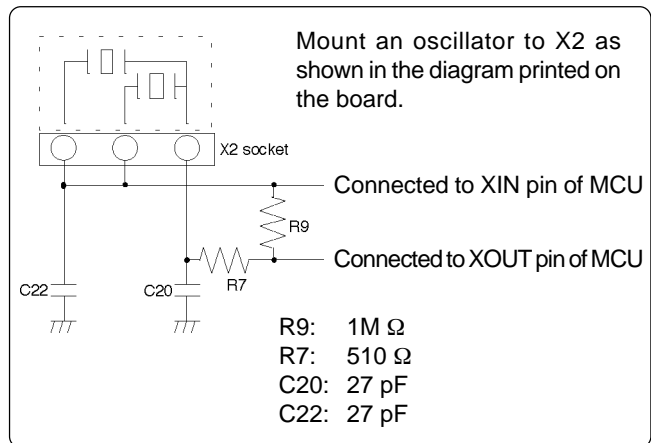 Mount an oscillator to X2 as
shown in the diagram printed on
the board.
X2 socket
Connected to XIN pin of MCU
R9
Connected to XOUT pin of MCU
R7
C22
C20
R9: 1M Ω
R7: 510 Ω
C20: 27 pF
C22: 27 pF